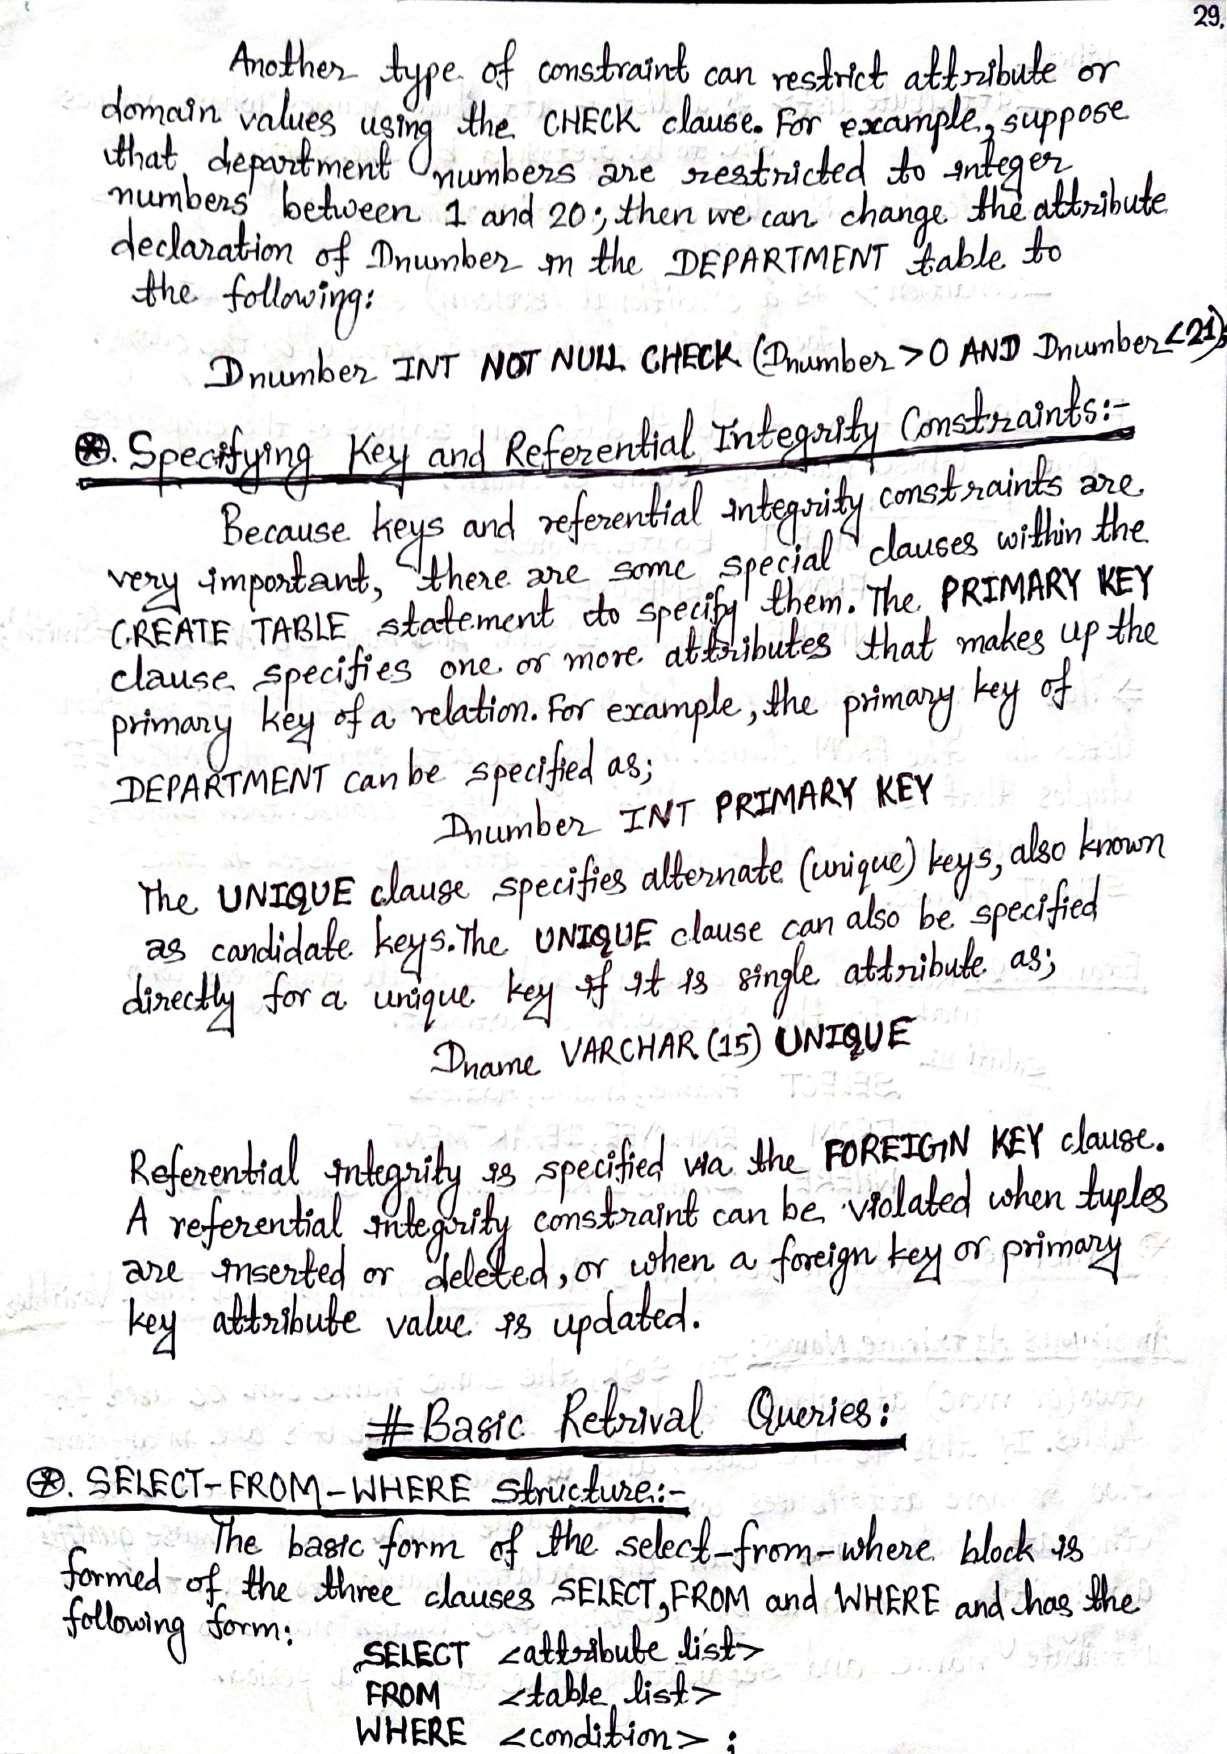 29.
Another type of constraint can restrict attribute or
domain values using the CHECK clause. For example, suppose
that department numbers are restricted to integer
numbers between 1 and 20; then we can change the attribute
declaration of Dnumber in the DEPARTMENT table to
the following:
Dnumber INT NOT NULL CHECK (Dnumber > 0 AND Dnumber < 21);
⊛. Specifying Key and Referential Integrity Constraints:-
Because keys and referential integrity constraints are
very important, there are some special clauses within the
CREATE TABLE statement to specify them. The PRIMARY KEY
clause specifies one or more attributes that makes up the
primary key of a relation. For example, the primary key of
DEPARTMENT can be specified as;
Dnumber INT PRIMARY KEY
The UNIQUE clause specifies alternate (unique) keys, also known
as candidate keys. The UNIQUE clause can also be specified
directly for a unique key if it is single attribute as;
Dname VARCHAR (15) UNIQUE
Referential integrity is specified via the FOREIGN KEY clause.
A referential integrity constraint can be violated when tuples
are inserted or deleted, or when a foreign key or primary
key attribute value is updated.
# Basic Retrival Queries:
⊛. SELECT-FROM-WHERE Structure:-
The basic form of the select-from-where block is
formed of the three clauses SELECT, FROM and WHERE and has the
following form:
SELECT <attribute list>
FROM <table list>
WHERE <condition> ;